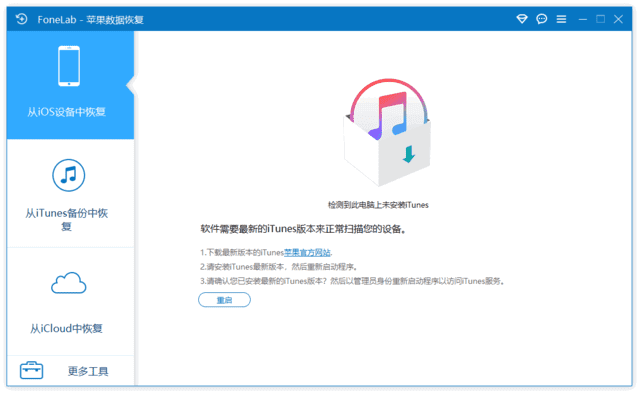 FoneLab - 苹果数据恢复
从iOS设备中恢复
从iTunes备份中恢
复
从iCloud中恢复
更多工具
检测到此电脑上未安装iTunes
软件需要最新的iTunes版本来正常扫描您的设备。
1.下载最新版本的iTunes苹果官方网站.
2.请安装iTunes最新版本，然后重新启动程序。
3.请确认您已安装最新的iTunes版本？然后以管理员身份重新启动程序以访问iTunes服务。
重启